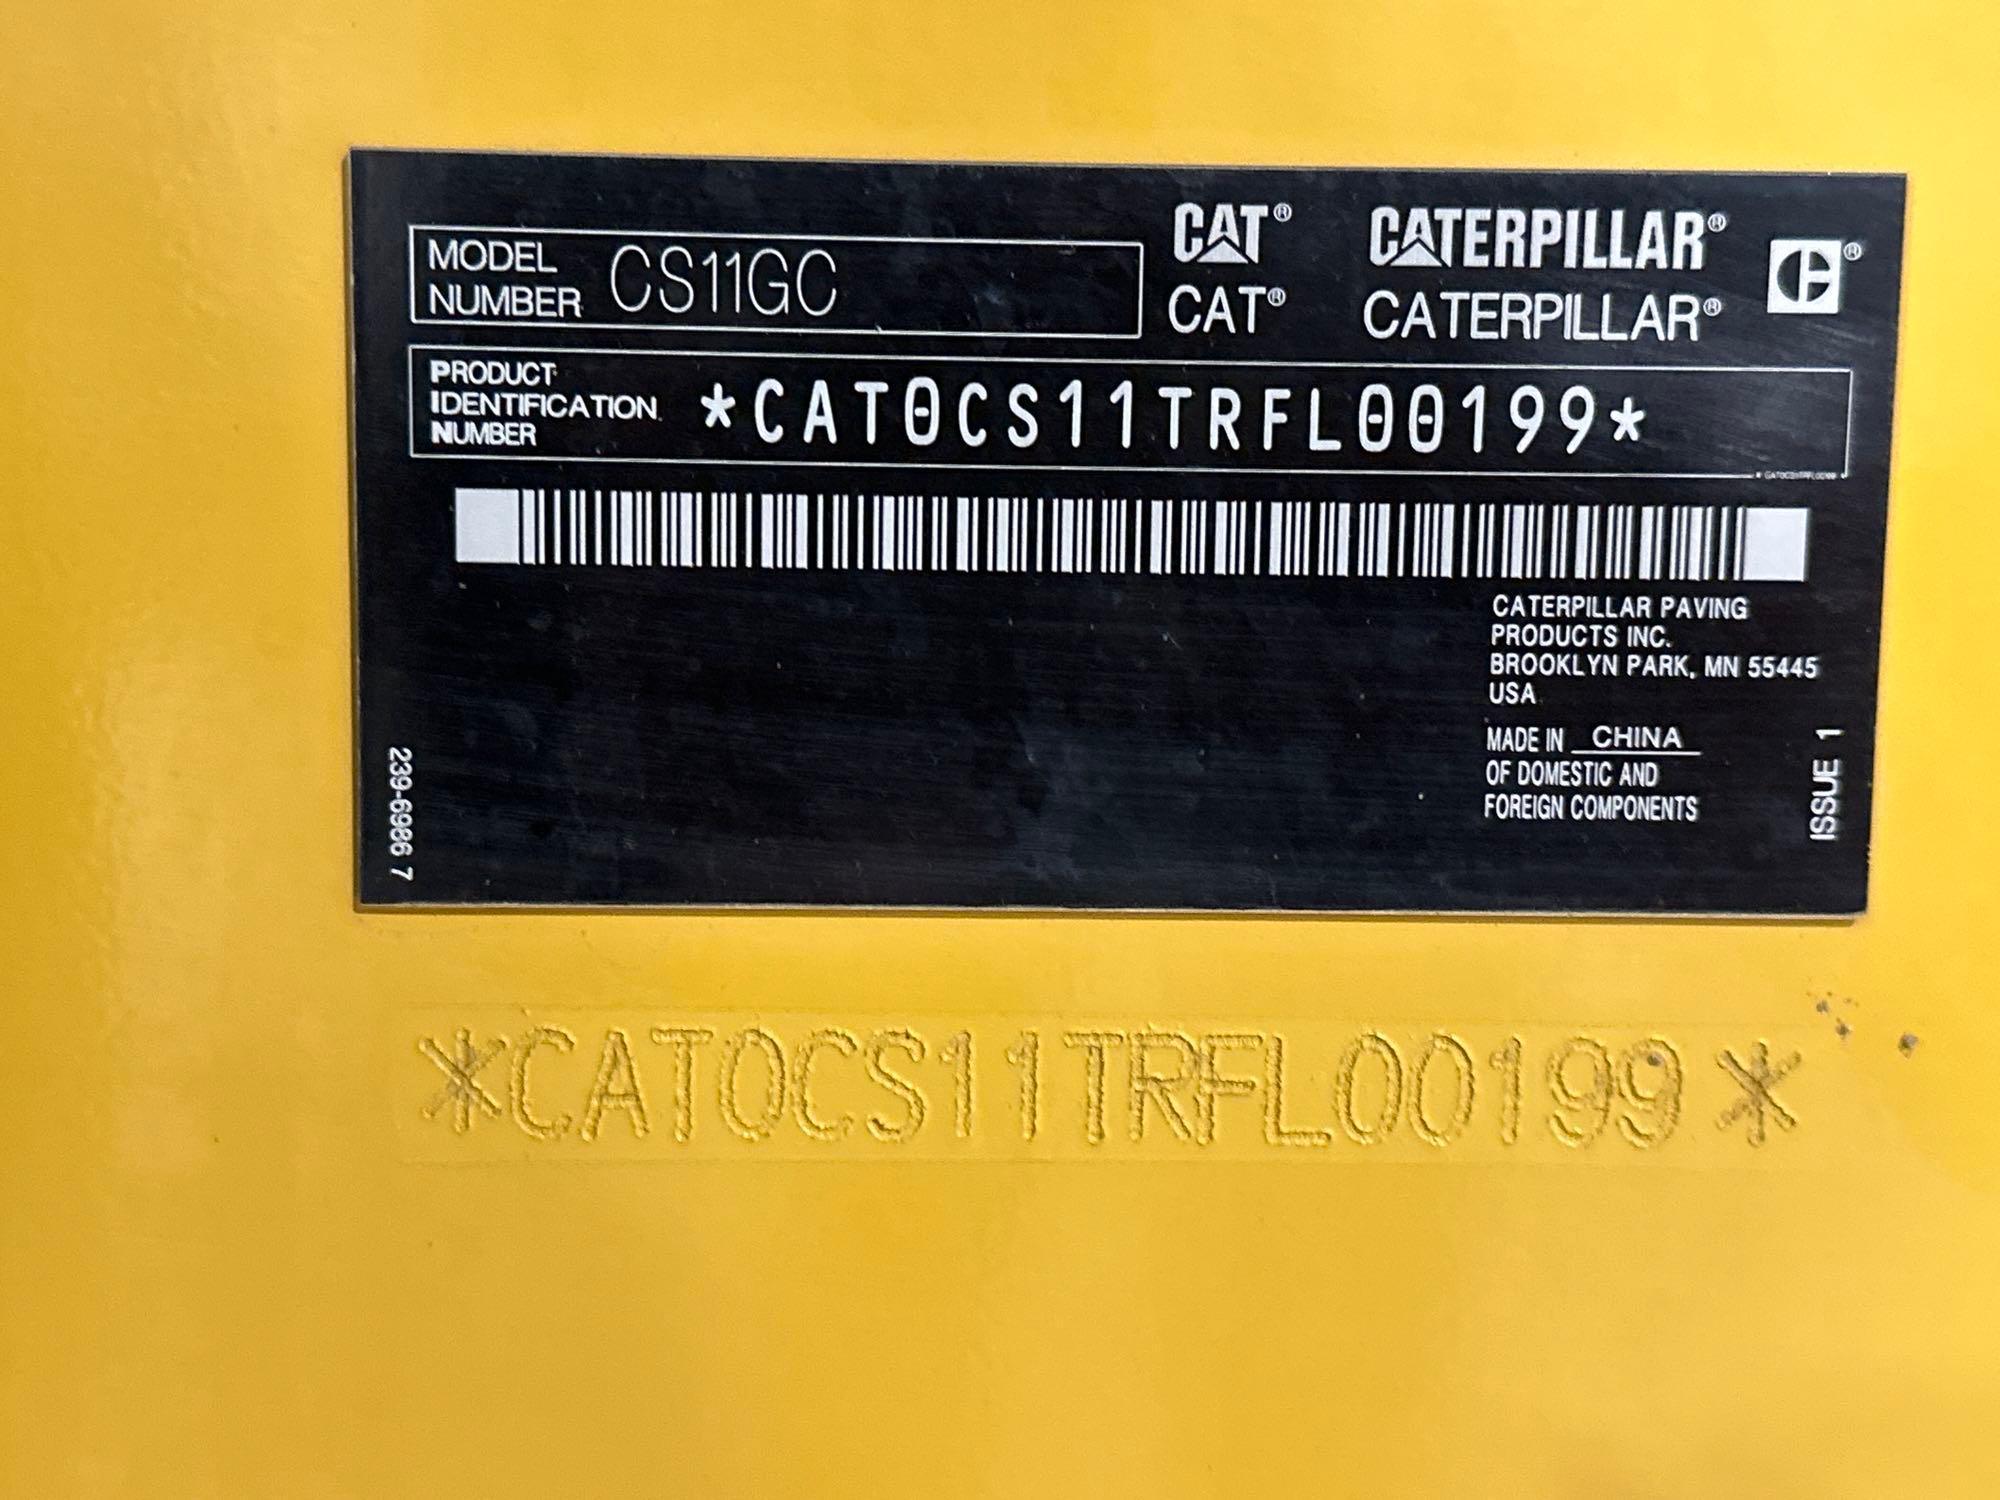 MODEL NUMBER CS11GC
CAT® CATERPILLAR® ®
CAT® CATERPILLAR®
PRODUCT IDENTIFICATION NUMBER *CAT0CS11TRFL00199*
* CAT0CS11TRFL00199 *
CATERPILLAR PAVING
PRODUCTS INC.
BROOKLYN PARK, MN 55445
USA
MADE IN CHINA
OF DOMESTIC AND
FOREIGN COMPONENTS
ISSUE 1
239-6986 7
*CAT0CS11TRFL00199*